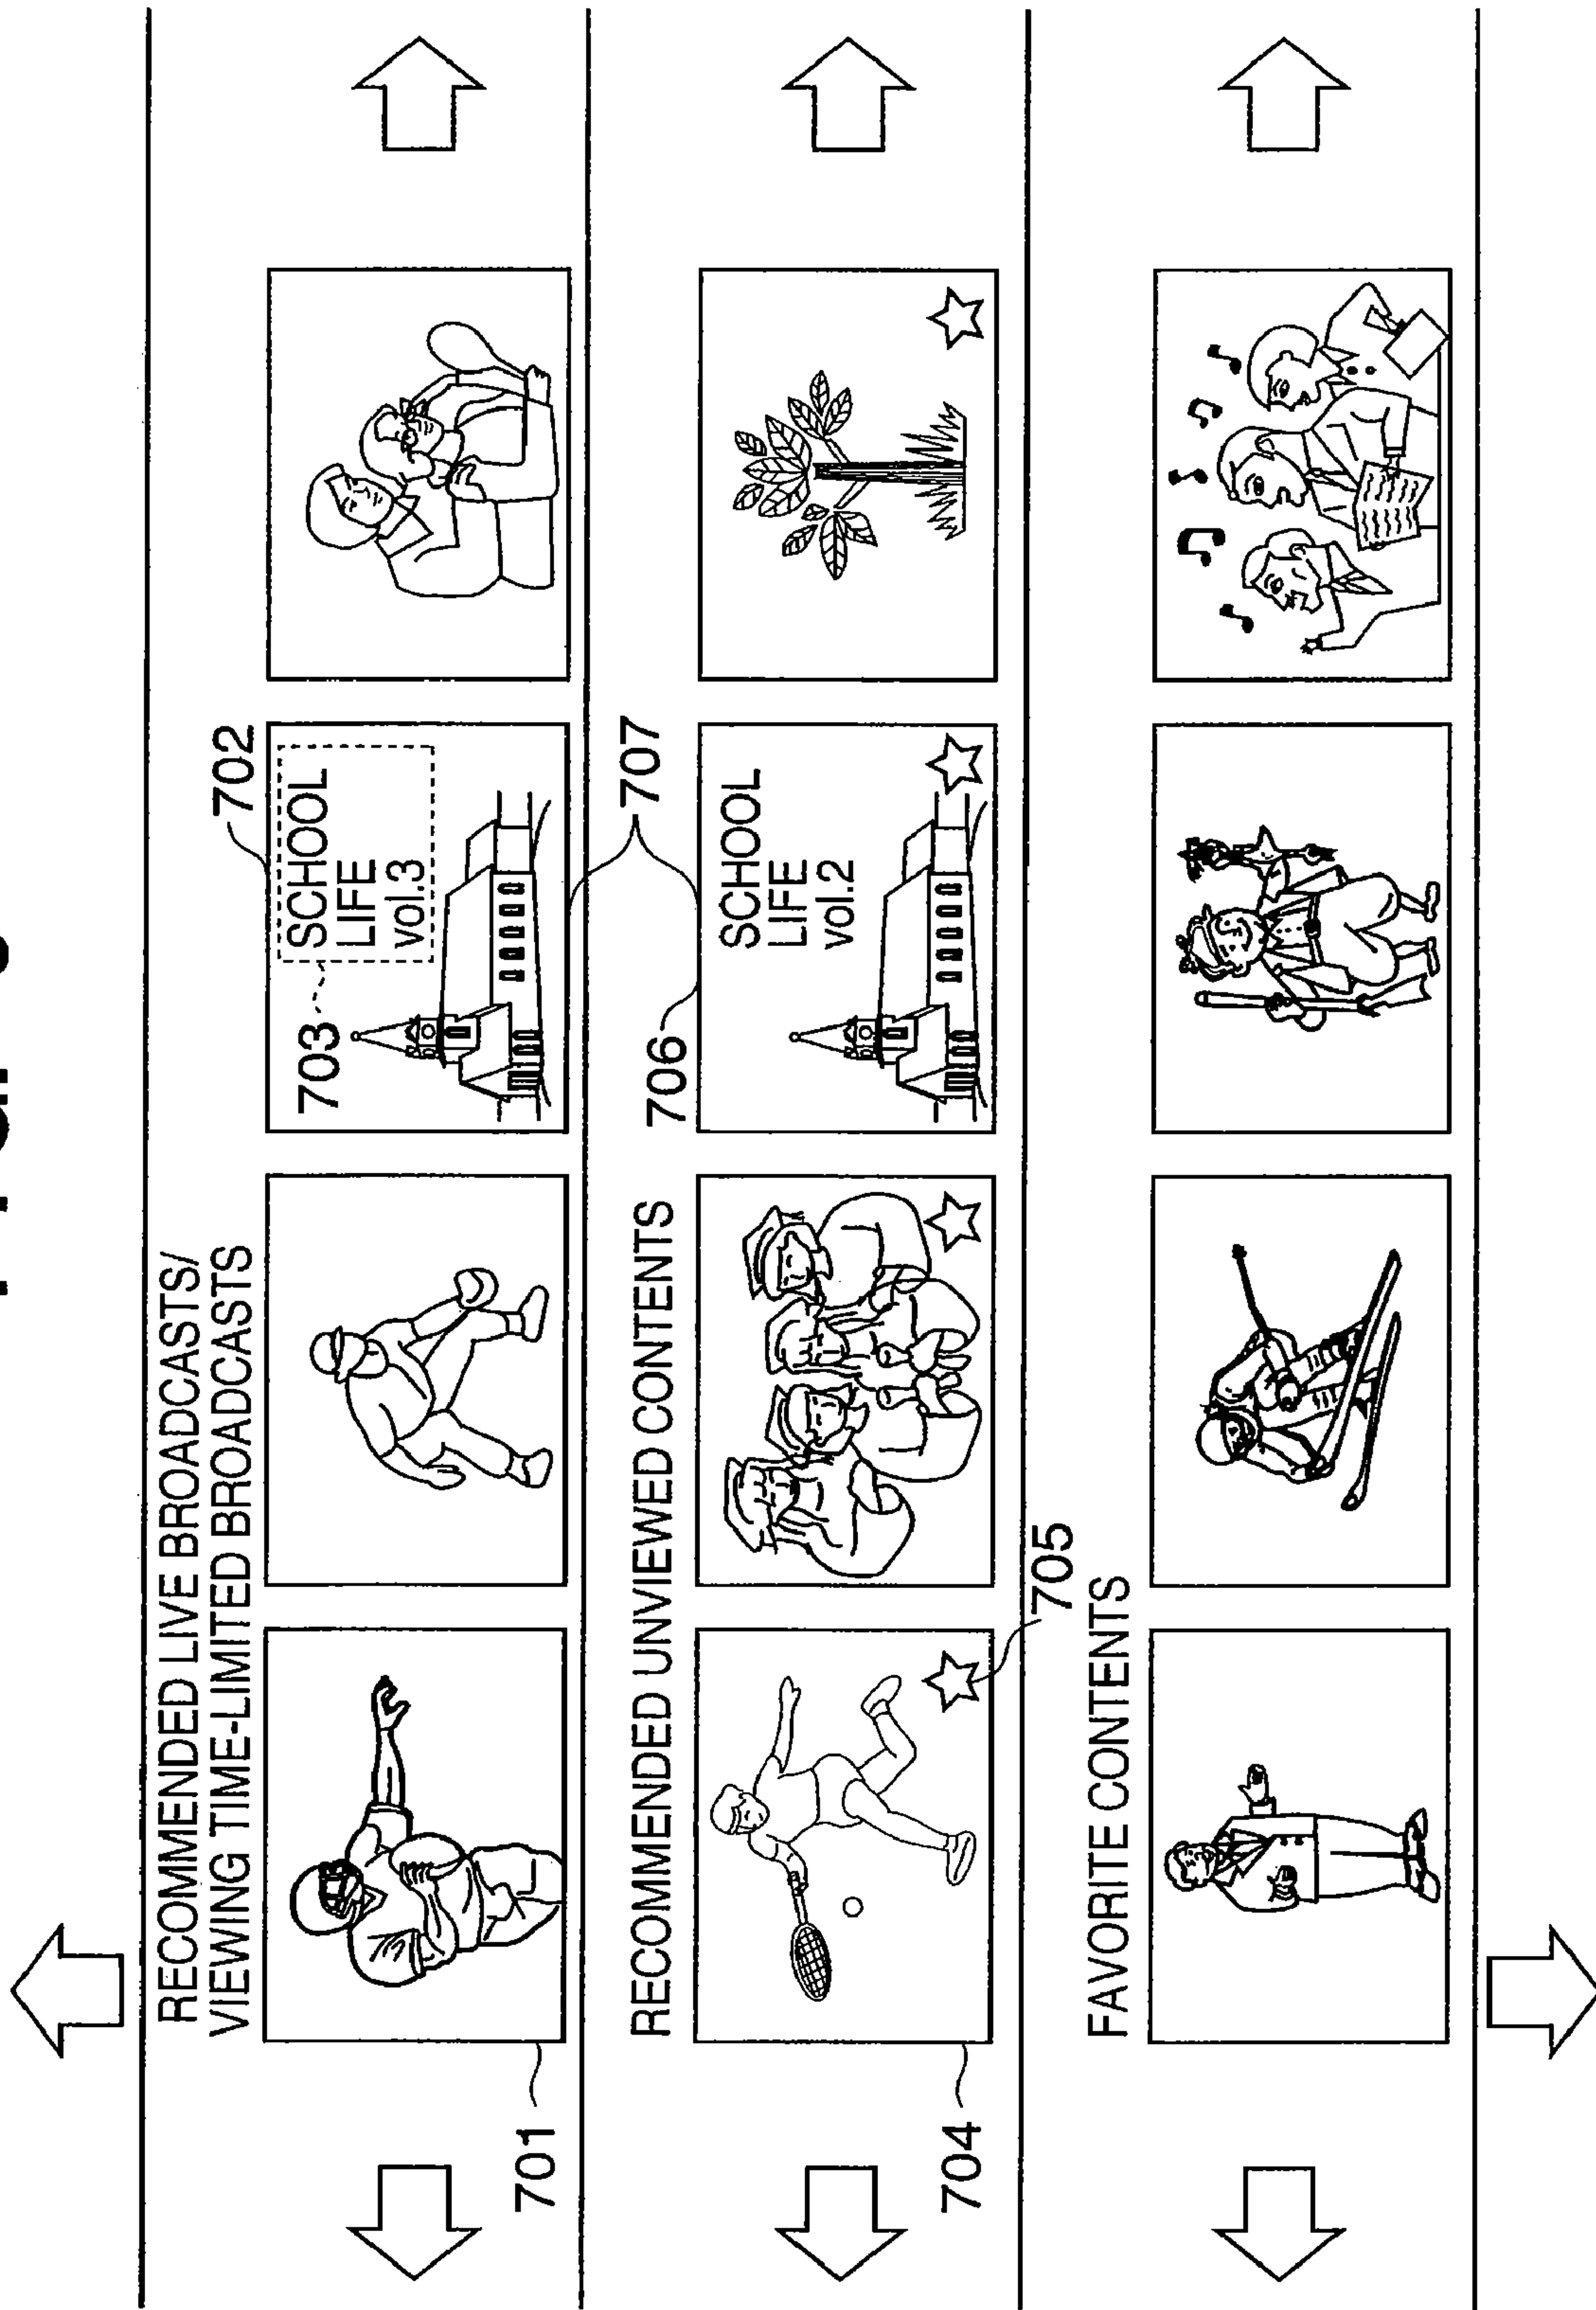 RECOMMENDED LIVE BROADCASTS/
VIEWING TIME-LIMITED BROADCASTS
702
703
SCHOOL
LIFE
vol.3
701
707
RECOMMENDED UNVIEWED CONTENTS
706
SCHOOL
LIFE
vol.2
704
705
FAVORITE CONTENTS